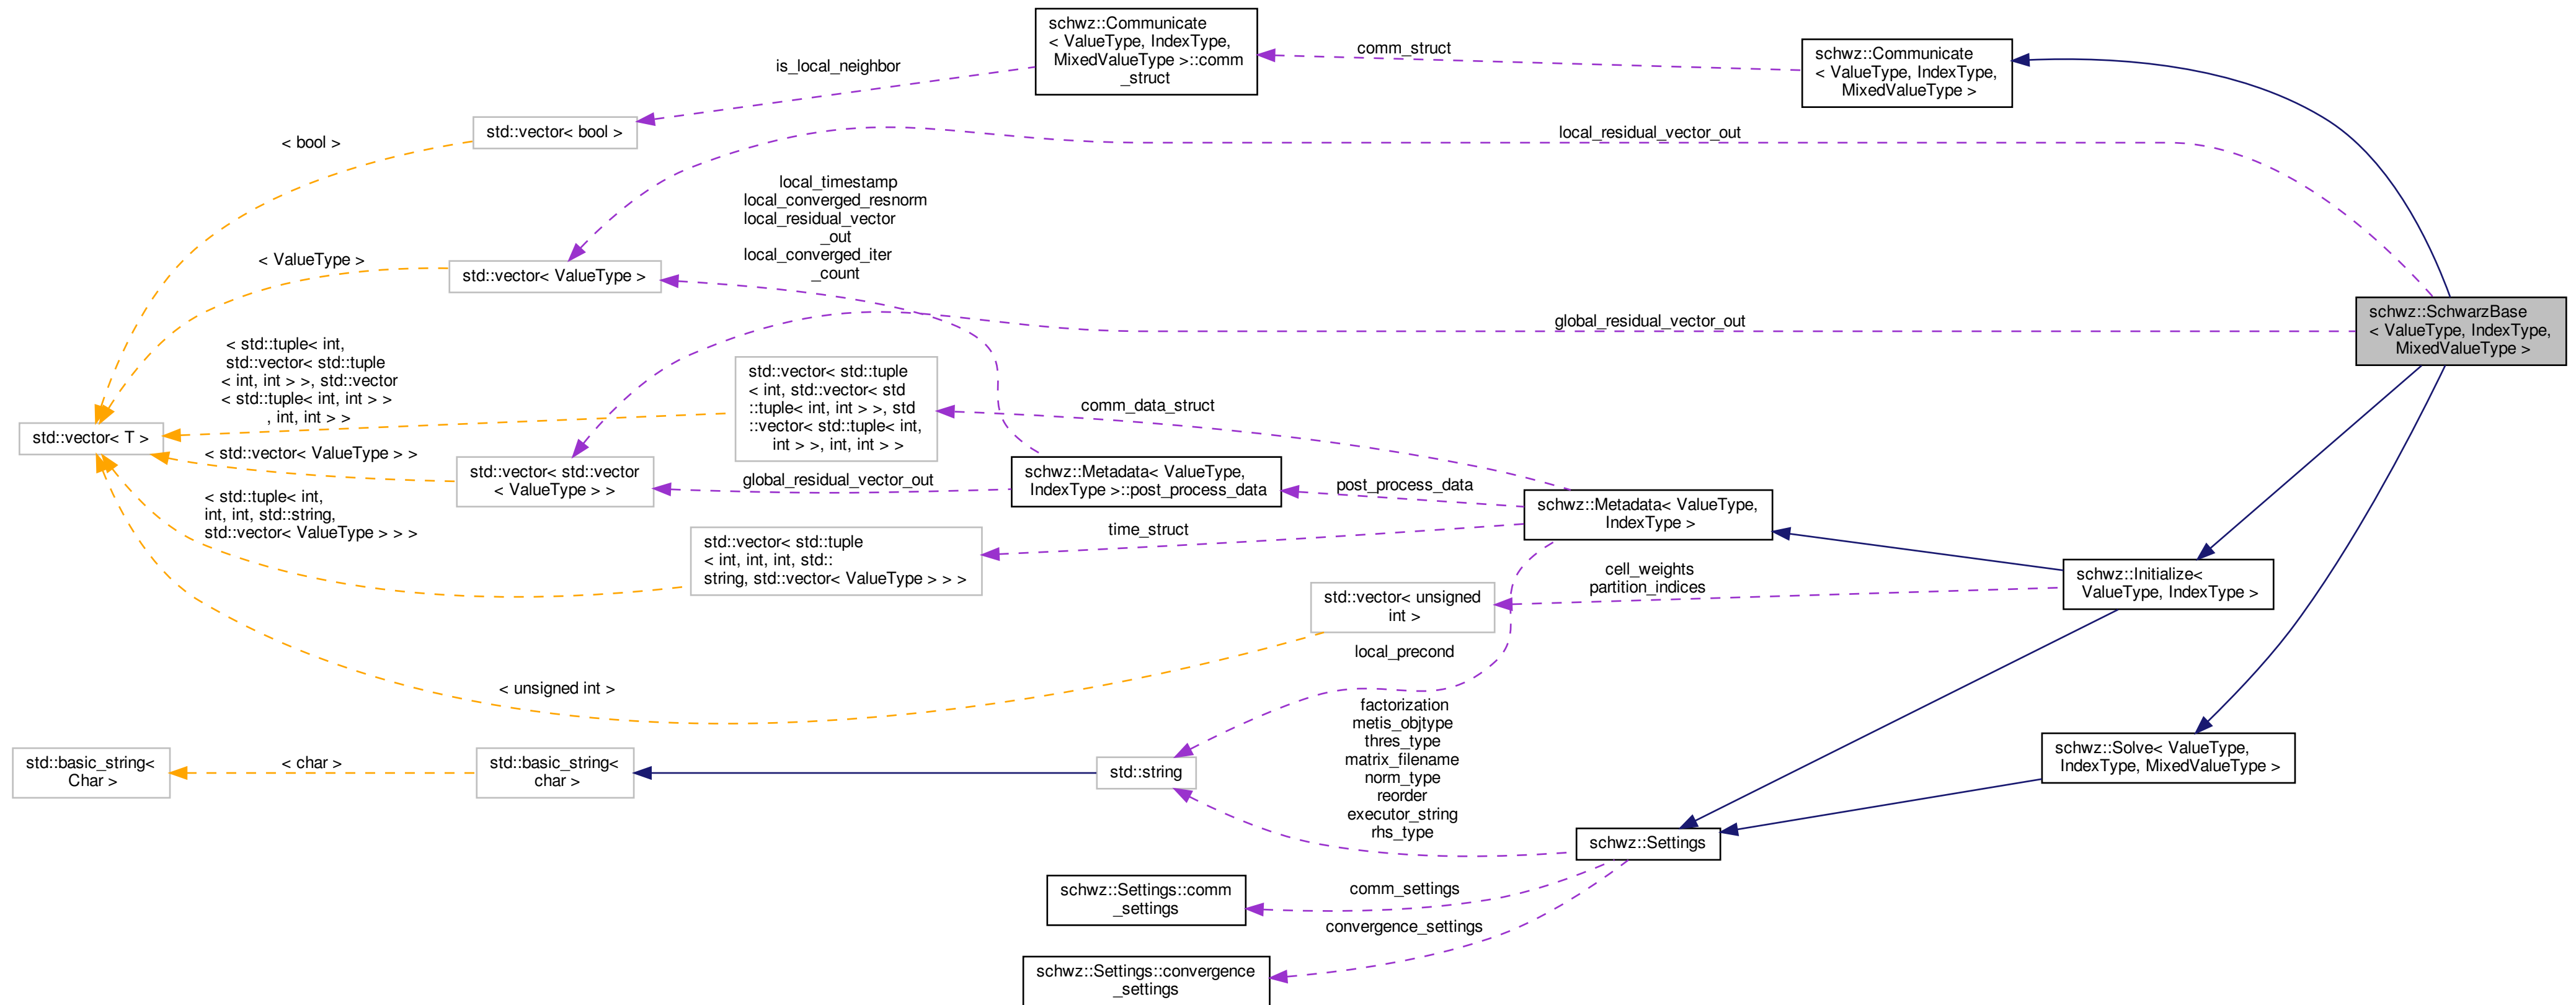 schwz::Communicate
< ValueType, IndexType,
MixedValueType >::comm
_struct
comm_struct
schwz::Communicate
< ValueType, IndexType,
MixedValueType >
is_local_neighbor
std::vector< bool >
< bool >
local_residual_vector_out
local_timestamp
local_converged_resnorm
local_residual_vector
_out
local_converged_iter
_count
< ValueType >
std::vector< ValueType >
global_residual_vector_out
schwz::SchwarzBase
< ValueType, IndexType,
MixedValueType >
< std::tuple< int,
std::vector< std::tuple
< int, int > >, std::vector
< std::tuple< int, int > >
, int, int > >
std::vector< std::tuple
< int, std::vector< std
::tuple< int, int > >, std
::vector< std::tuple< int,
int > >, int, int > >
comm_data_struct
std::vector< T >
< std::vector< ValueType > >
std::vector< std::vector
< ValueType > >
global_residual_vector_out
schwz::Metadata< ValueType,
IndexType >::post_process_data
post_process_data
schwz::Metadata< ValueType,
IndexType >
< std::tuple< int,
int, int, std::string,
std::vector< ValueType > > >
std::vector< std::tuple
< int, int, int, std::
string, std::vector< ValueType > > >
time_struct
std::vector< unsigned
int >
cell_weights
partition_indices
schwz::Initialize<
ValueType, IndexType >
local_precond
< unsigned int >
factorization
metis_objtype
thres_type
matrix_filename
norm_type
reorder
executor_string
rhs_type
std::basic_string<
Char >
< char >
std::basic_string<
char >
std::string
schwz::Solve< ValueType,
IndexType, MixedValueType >
schwz::Settings
schwz::Settings::comm
_settings
comm_settings
convergence_settings
schwz::Settings::convergence
_settings